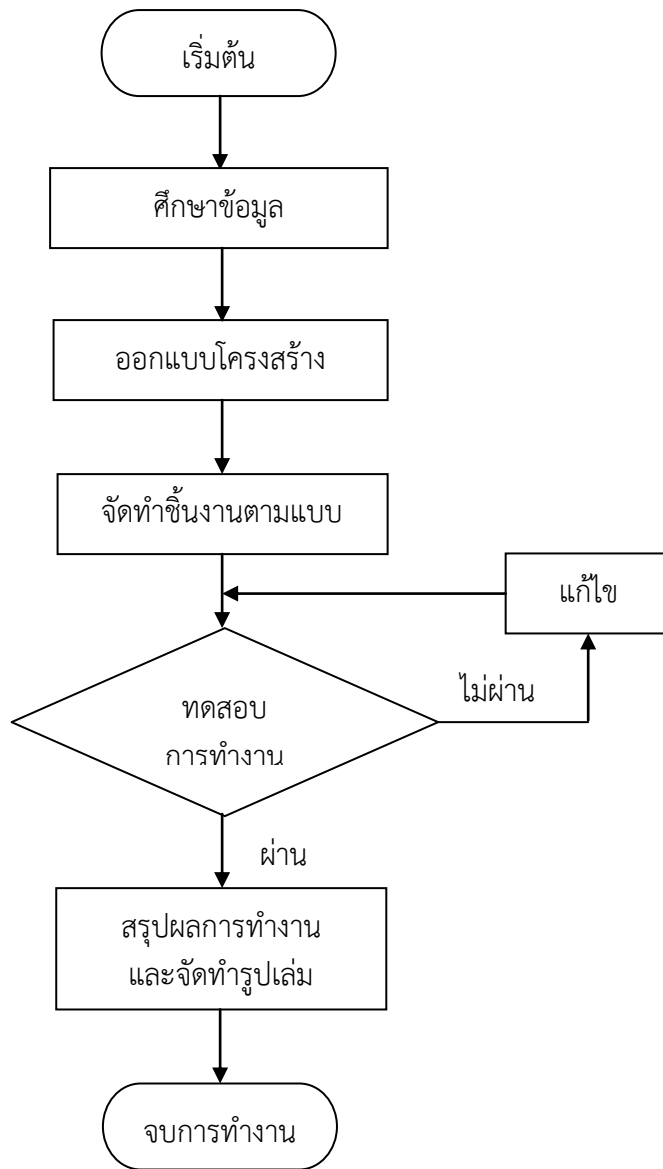 เริ่มต้น
ศึกษาข้อมูล
ออกแบบโครงสร้าง
จัดทำชิ้นงานตามแบบ
แก้ไข
ไม่ผ่าน
ทดสอบ
การทำงาน
ผ่าน
สรุปผลการทำงาน
และจัดทำรูปเล่ม
จบการทำงาน